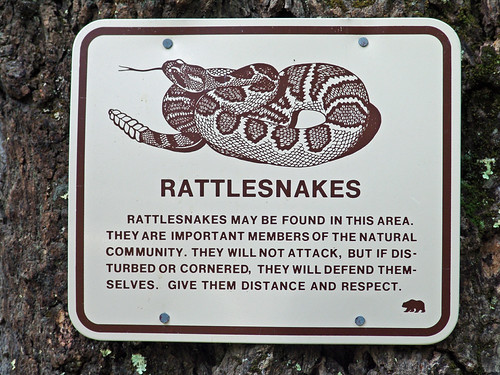 RATTLESNAKES
RATTLESNAKES MAY BE FOUND IN THIS AREA.
THEY ARE IMPORTANT MEMBERS OF THE NATURAL
COMMUNITY. THEY WILL NOT ATTACK, BUT IF DIS-
TURBED OR CORNERED, THEY WILL DEFEND THEM-
SELVES. GIVE THEM DISTANCE AND RESPECT.